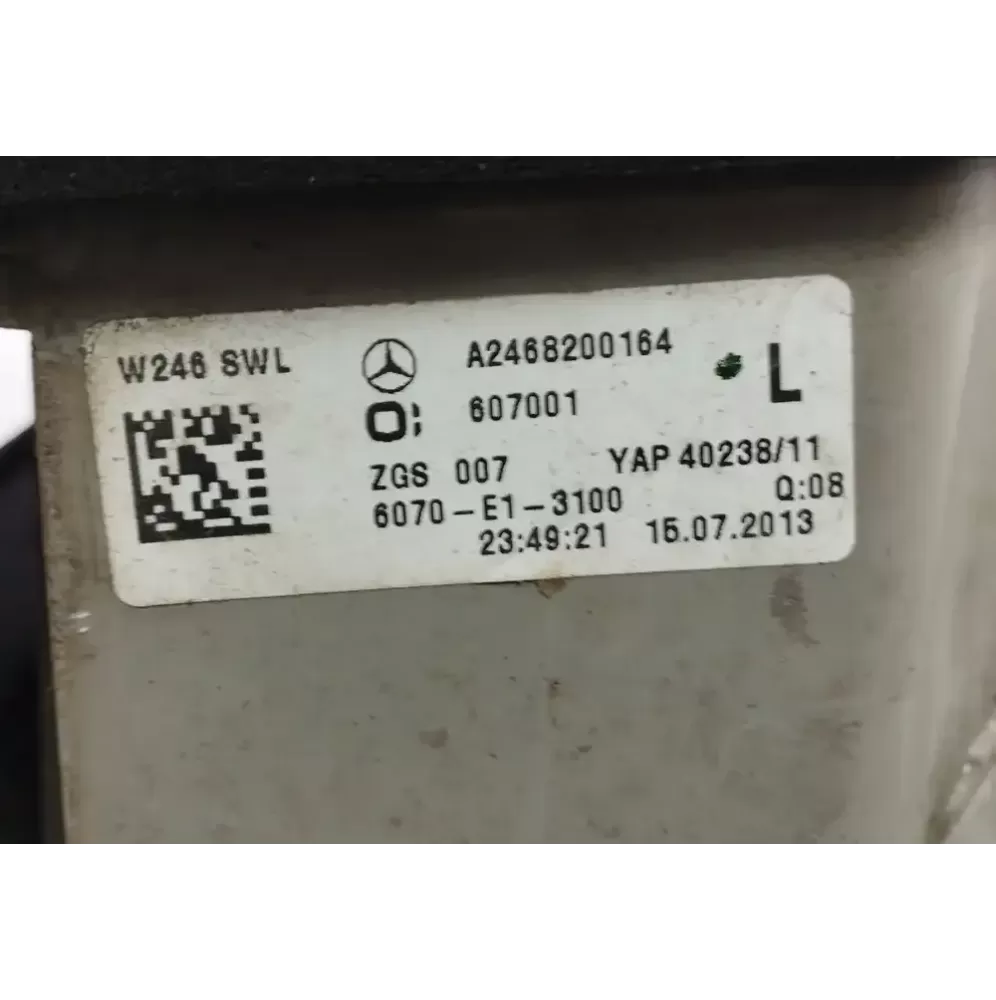 W246 SWL A2468200164 L
607001
ZGS 007 YAP 40238/11
6070-E1-3100 Q:08
23:49:21 15.07.2013